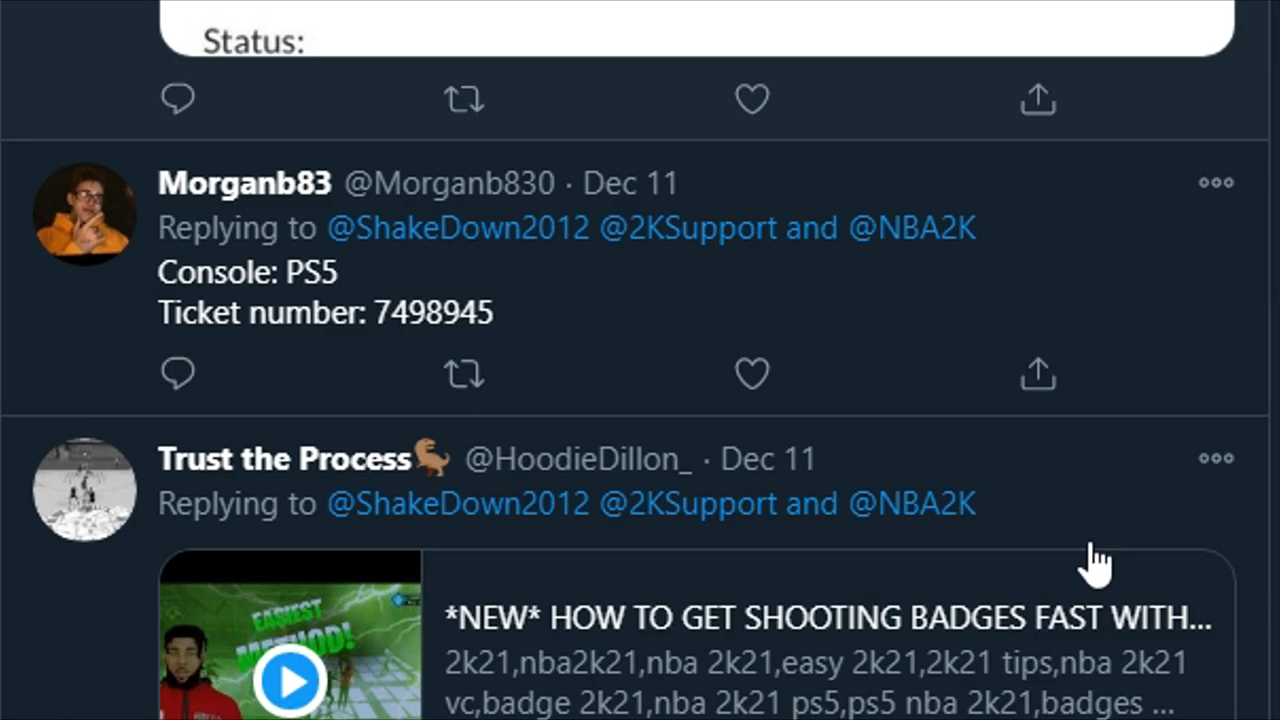 Status:
Morganb83 @Morganb830 · Dec 11
Replying to @ShakeDown2012 @2KSupport and @NBA2K
Console: PS5
Ticket number: 7498945
Trust the Process🦖 @HoodieDillon_ · Dec 11
Replying to @ShakeDown2012 @2KSupport and @NBA2K
EASIEST
METHOD!
*NEW* HOW TO GET SHOOTING BADGES FAST WITH...
2k21,nba2k21,nba 2k21,easy 2k21,2k21 tips,nba 2k21
vc,badge 2k21,nba 2k21 ps5,ps5 nba 2k21,badges ...